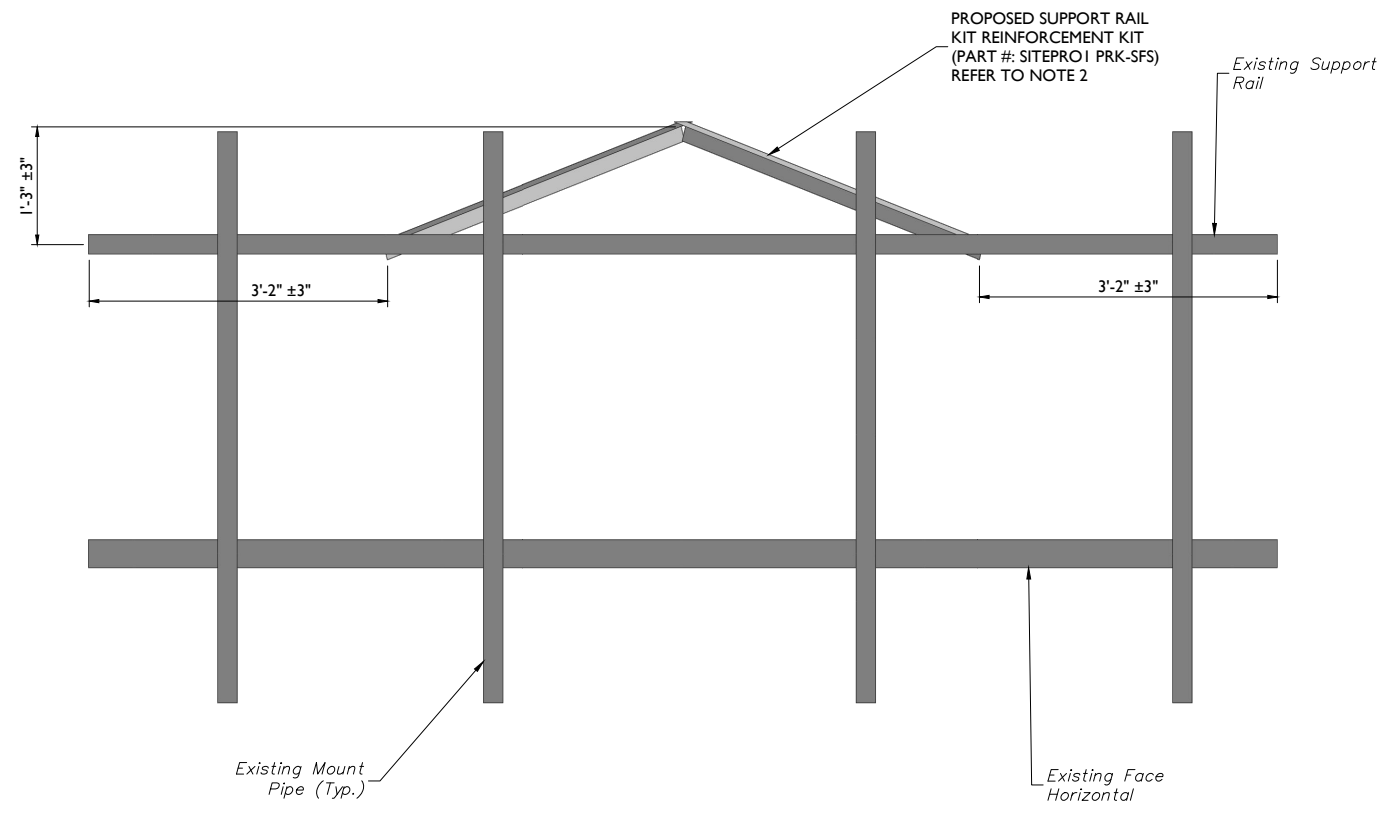 PROPOSED SUPPORT RAIL
KIT REINFORCEMENT KIT
(PART #: SITEPRO1 PRK-SFS)
REFER TO NOTE 2
Existing Support
Rail
1'-3" ±3"
3'-2" ±3"
3'-2" ±3"
Existing Mount
Pipe (Typ.)
Existing Face
Horizontal